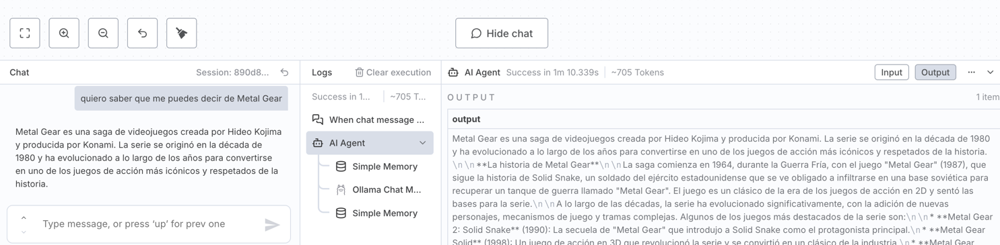 Hide chat
Chat
Session: 890d8...
Logs
Clear execution
AI Agent
Success in 1m 10.339s
~705 Tokens
Input
Output
quiero saber que me puedes decir de Metal Gear
Metal Gear es una saga de videojuegos creada por Hideo Kojima
y producida por Konami. La serie se originó en la década de
1980 y ha evolucionado a lo largo de los años para convertirse
en uno de los juegos de acción más icónicos y respetados de la
historia.
Type message, or press ‘up’ for prev one
Success in 1...
~705 T...
When chat message ...
AI Agent
Simple Memory
Ollama Chat M...
Simple Memory
OUTPUT
1 item
output
Metal Gear es una saga de videojuegos creada por Hideo Kojima y producida por Konami. La serie se originó en la década de 1980
y ha evolucionado a lo largo de los años para convertirse en uno de los juegos de acción más icónicos y respetados de la historia.
\n\n**La historia de Metal Gear**\n\nLa saga comienza en 1964, durante la Guerra Fría, con el juego "Metal Gear" (1987), que
sigue la historia de Solid Snake, un soldado del ejército estadounidense que se ve obligado a infiltrarse en una base soviética para
recuperar un tanque de guerra llamado "Metal Gear". El juego es un clásico de la era de los juegos de acción en 2D y sentó las
bases para la serie.\n\nA lo largo de las décadas, la serie ha evolucionado significativamente, con la adición de nuevas
personajes, mecanismos de juego y tramas complejas. Algunos de los juegos más destacados de la serie son:\n\n* **Metal Gear
2: Solid Snake** (1990): La secuela de "Metal Gear" que introdujo a Solid Snake como el protagonista principal.\n* **Metal Gear
Solid** (1998): Un juego de acción en 3D que revolucionó la serie y se convirtió en un clásico de la industria.\n* **Metal Gear